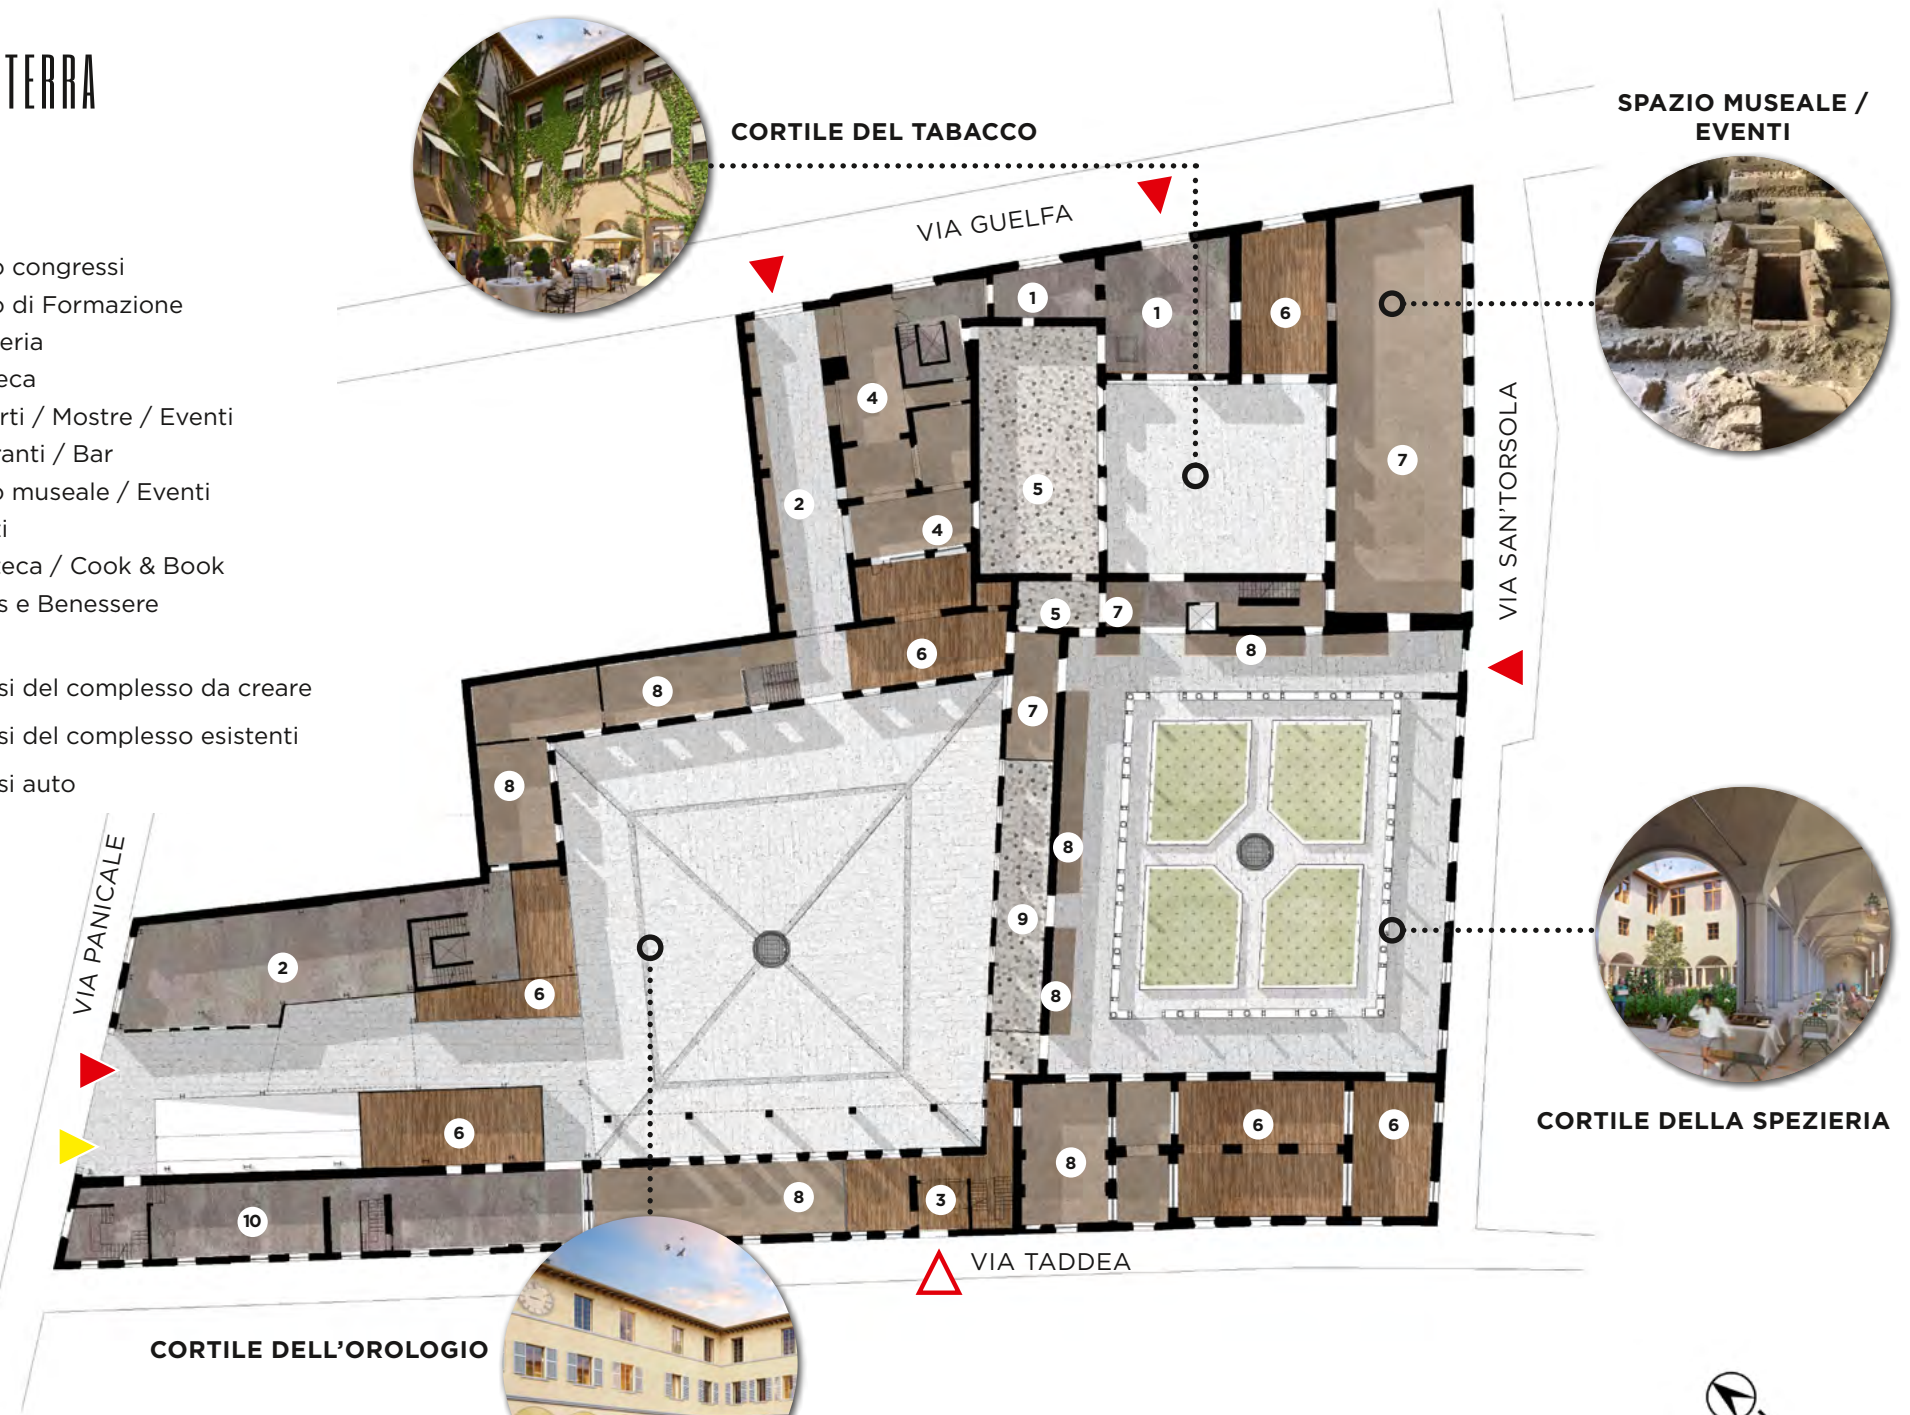 TERRA
o congressi
o di Formazione
eria
eca
rti / Mostre / Eventi
anti / Bar
o museale / Eventi
ti
eca / Cook & Book
s e Benessere
si del complesso da creare
si del complesso esistenti
si auto
CORTILE DEL TABACCO
SPAZIO MUSEALE /
EVENTI
VIA GUELFA
VIA SAN'TORSOLA
VIA PANICALE
VIA TADDEA
CORTILE DELLA SPEZIERIA
CORTILE DELL'OROLOGIO
1
1
6
4
7
5
2
4
5
7
6
8
8
7
8
8
9
2
6
8
6
6
6
8
8
3
10